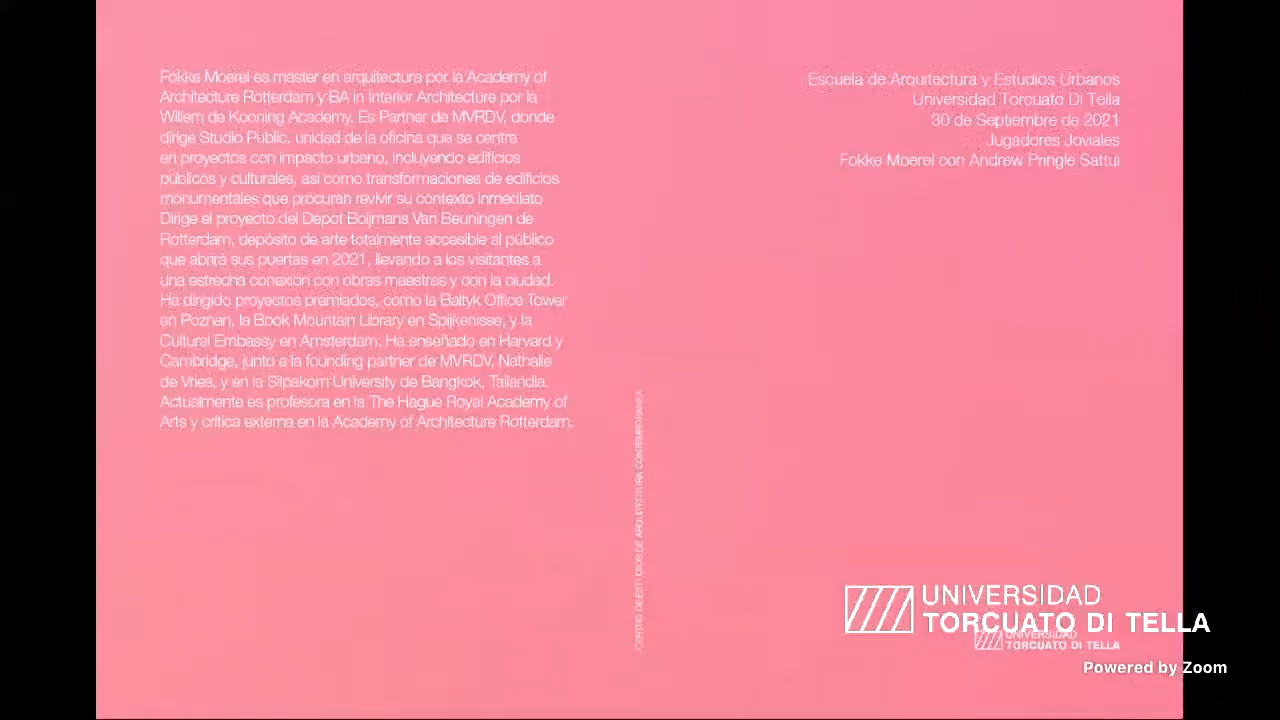 Fokke Moerel es master en arquitectura por la Academy of
Architecture Rotterdam y BA in Interior Architecture por la
Willem de Kooning Academy. Es Partner de MVRDV, donde
dirige Studio Public, unidad de la oficina que se centra
en proyectos con impacto urbano, incluyendo edificios
públicos y culturales, así como transformaciones de edificios
monumentales que procuran revivir su contexto inmediato
Dirige el proyecto del Depot Boijmans Van Beuningen de
Rotterdam, depósito de arte totalmente accesible al público
que abrirá sus puertas en 2021, llevando a los visitantes a
una estrecha conexión con obras maestras y con la ciudad.
Ha dirigido proyectos premiados, como la Baltyk Office Tower
en Poznan, la Book Mountain Library en Spijkenisse, y la
Cultural Embassy en Amsterdam. Ha enseñado en Harvard y
Cambridge, junto a la founding partner de MVRDV, Nathalie
de Vries, y en la Silpakorn University de Bangkok, Tailandia.
Actualmente es profesora en la The Hague Royal Academy of
Arts y crítica externa en la Academy of Architecture Rotterdam.
CENTRO DE ESTUDIOS DE ARQUITECTURA CONTEMPORÁNEA
Escuela de Arquitectura y Estudios Urbanos
Universidad Torcuato Di Tella
30 de Septiembre de 2021
Jugadores Joviales
Fokke Moerel con Andrew Pringle Sattui
UNIVERSIDAD
TORCUATO DI TELLA
UNIVERSIDAD
TORCUATO DI TELLA
Powered by Zoom